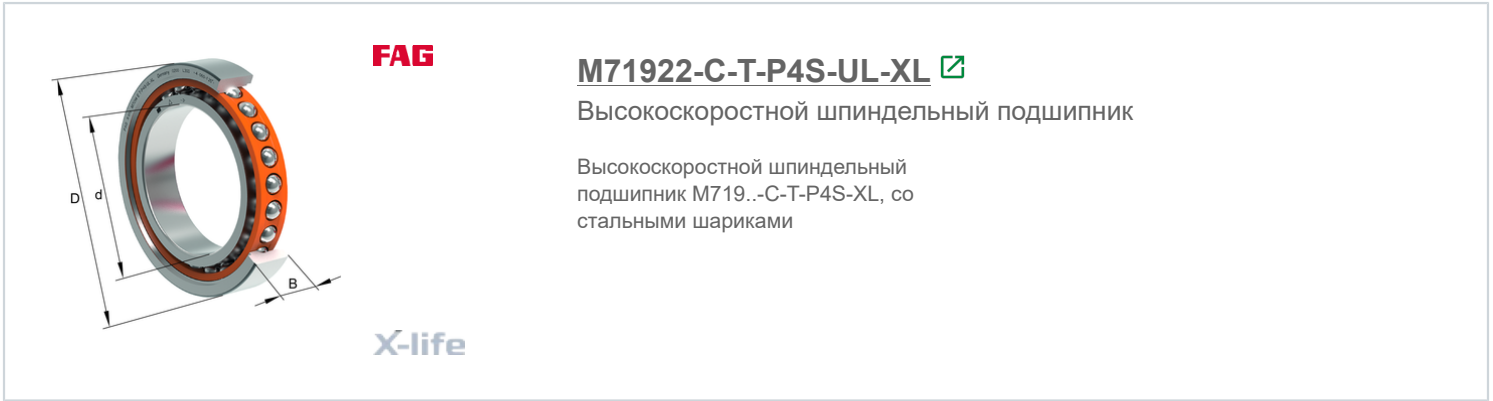 FAG
M71922-C-T-P4S-UL-XL
Высокоскоростной шпиндельный подшипник
Высокоскоростной шпиндельный
подшипник M719..-C-T-P4S-XL, со
стальными шариками
D
d
B
X-life